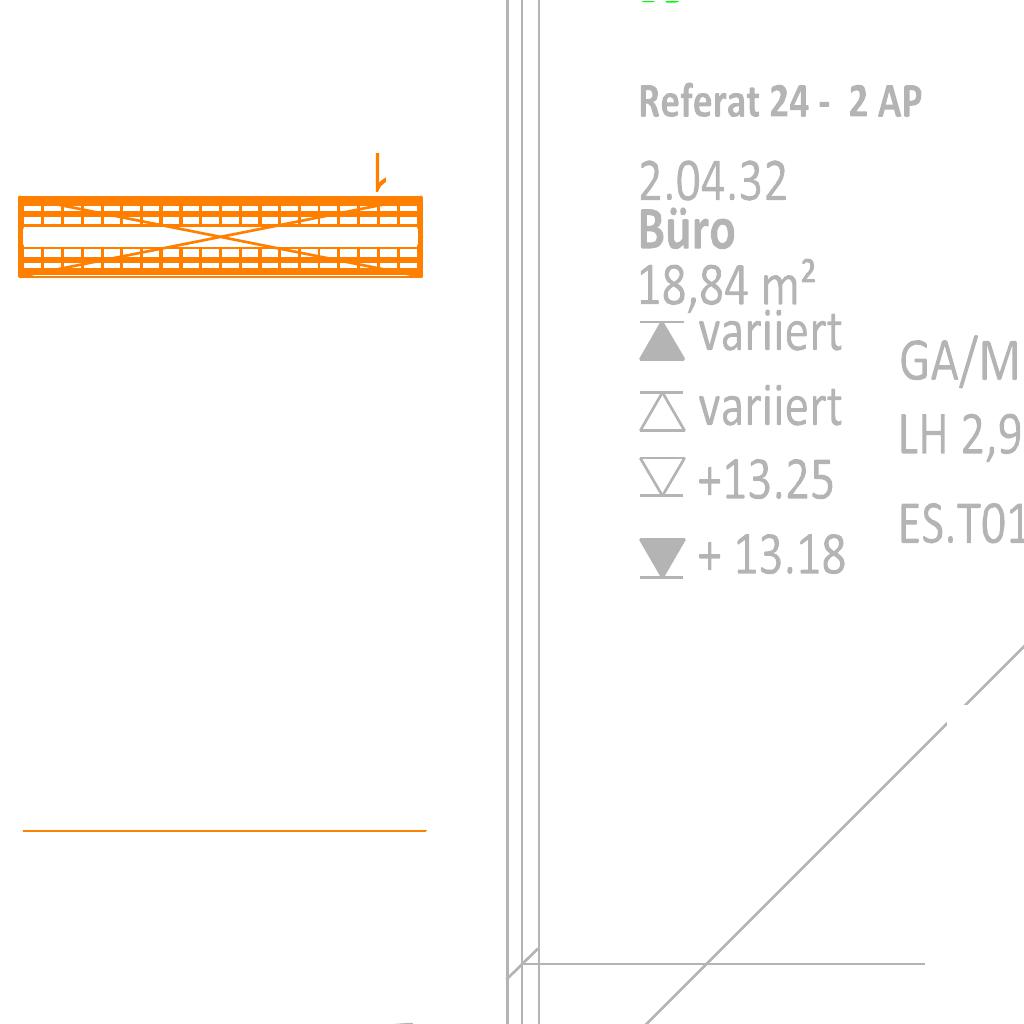 Referat 24 - 2 AP
2.04.32
Büro
18,84 m²
variiert
variiert
+13.25
+ 13.18
GA/M
LH 2,9
ES.T01